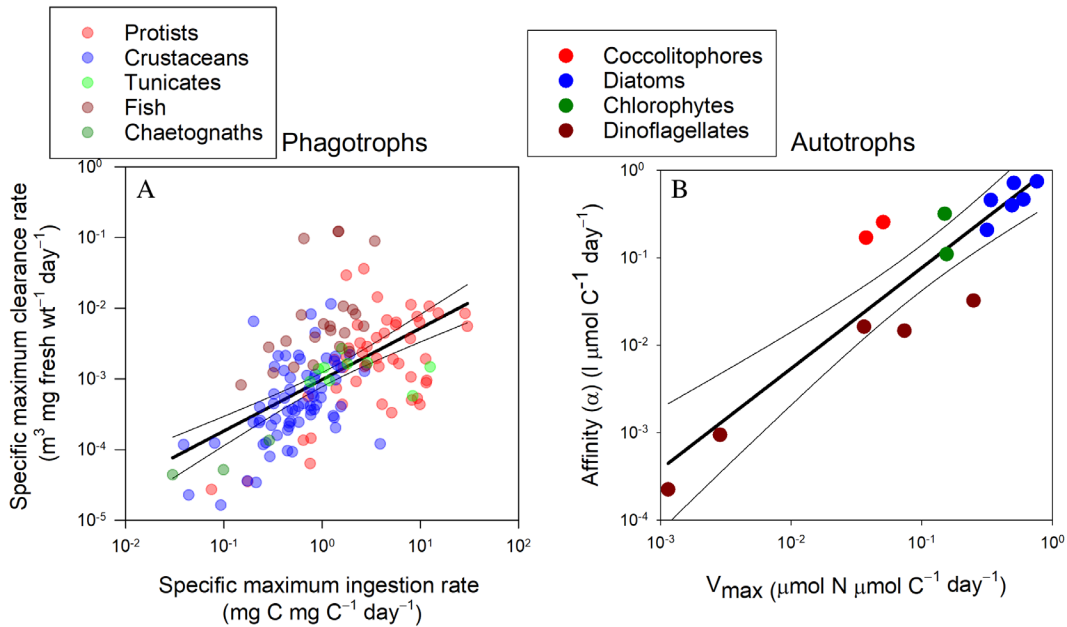 Protists
Crustaceans
Tunicates
Fish
Chaetognaths
Phagotrophs
A
Specific maximum clearance rate
(m³ mg fresh wt⁻¹ day⁻¹)
10⁰
10⁻¹
10⁻²
10⁻³
10⁻⁴
10⁻⁵
10⁻² 10⁻¹ 10⁰ 10¹ 10²
Specific maximum ingestion rate
(mg C mg C⁻¹ day⁻¹)
Coccolitophores
Diatoms
Chlorophytes
Dinoflagellates
Autotrophs
B
Affinity (α) (l μmol C⁻¹ day⁻¹)
10⁰
10⁻¹
10⁻²
10⁻³
10⁻⁴
10⁻³ 10⁻² 10⁻¹ 10⁰
Vmax (μmol N μmol C⁻¹ day⁻¹)